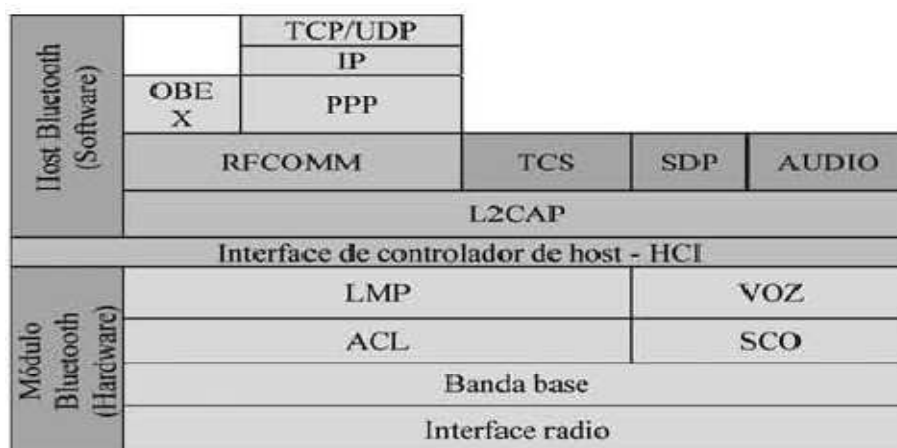 Host Bluetooth
(Software)
TCP/UDP
IP
OBE
X
PPP
RFCOMM
TCS
SDP
AUDIO
L2CAP
Interface de controlador de host - HCI
Módulo
Bluetooth
(Hardware)
LMP
VOZ
ACL
SCO
Banda base
Interface radio